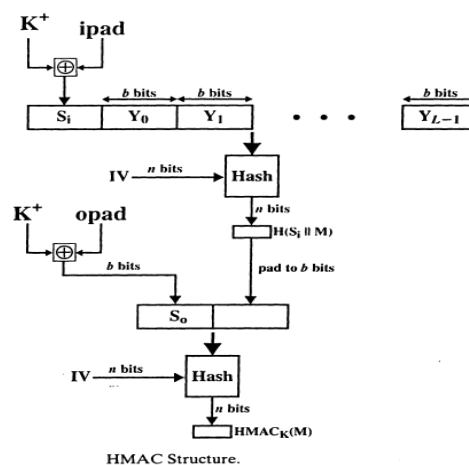 K+ ipad
⊕
b bits b bits b bits
Si Y0 Y1 • • • YL−1
IV n bits Hash
n bits
K+ opad H(Si || M)
⊕
b bits pad to b bits
So
IV n bits Hash
n bits
HMACK(M)
HMAC Structure.